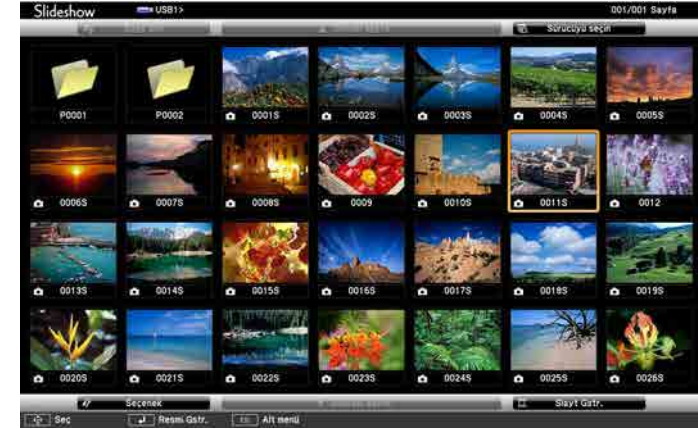 Slideshow USB1> 001/001 Sayfa
Sürücüyü seçin
P0001 P0002 0001S 0002S 0003S 0004S 0005S
0006S 0007S 0008S 0009 0010S 0011S 0012
0013S 0014S 0015S 0016S 0017S 0018S 0019S
0020S 0021S 0022S 0023S 0024S 0025S 0026S
Seçenek Slayt Gstr.
Seç Resmi Gstr. Esc Alt menü